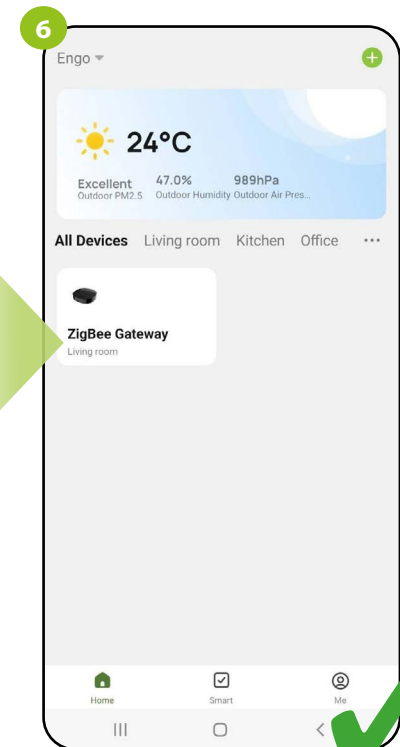 6
Engo
24°C
Excellent 47.0% 989hPa
Outdoor PM2.5 Outdoor Humidity Outdoor Air Pres...
All Devices Living room Kitchen Office ...
ZigBee Gateway
Living room
Home Smart Me